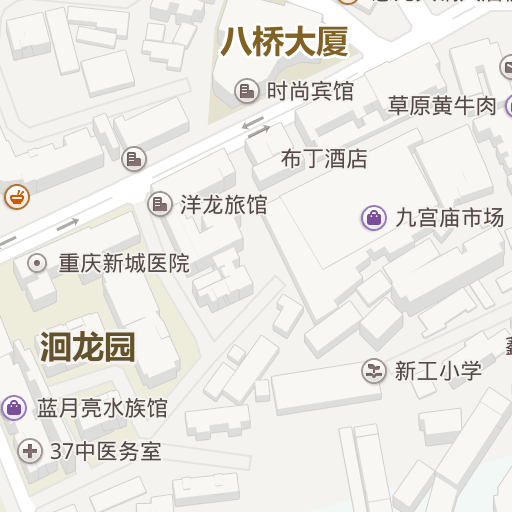 八桥大厦
时尚宾馆
草原黄牛肉
布丁酒店
洋龙旅馆
九宫庙市场
重庆新城医院
洄龙园
新工小学
蓝月亮水族馆
37中医务室